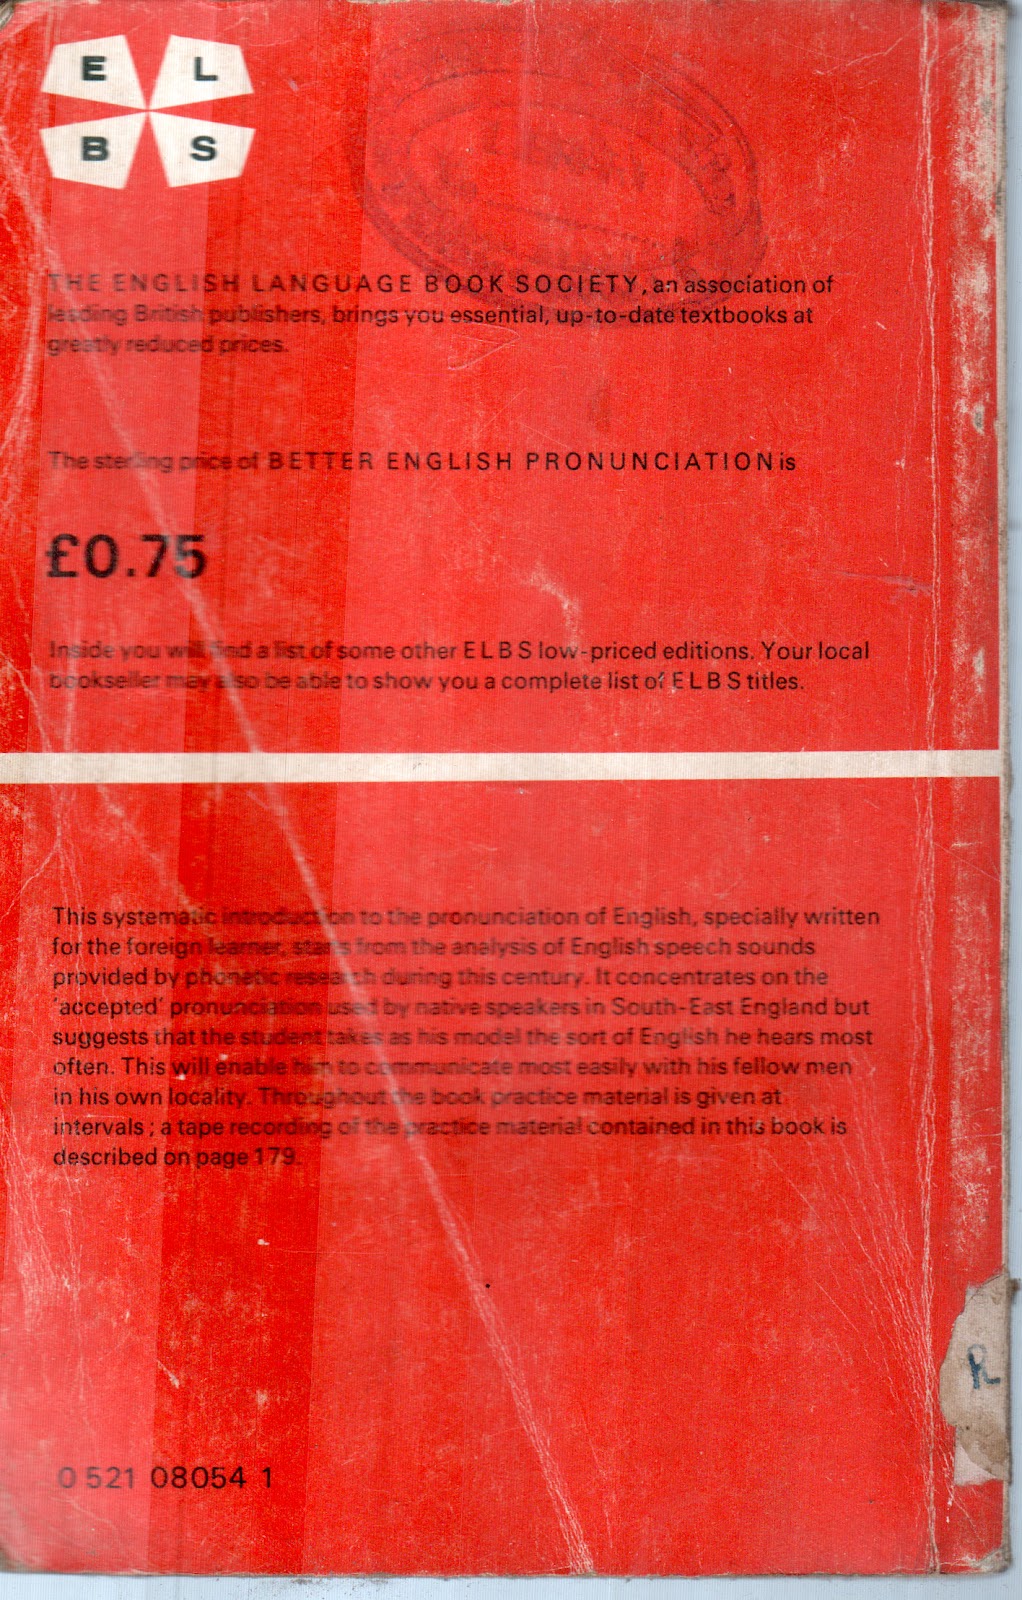 E L
B S
LIBRARY
No.
THE ENGLISH LANGUAGE BOOK SOCIETY, an association of
leading British publishers, brings you essential, up-to-date textbooks at
greatly reduced prices.
The sterling price of BETTER ENGLISH PRONUNCIATION is
£0.75
Inside you will find a list of some other ELBS low-priced editions. Your local
bookseller may also be able to show you a complete list of ELBS titles.
This systematic introduction to the pronunciation of English, specially written
for the foreign learner, starts from the analysis of English speech sounds
provided by phonetic research during this century. It concentrates on the
'accepted' pronunciation used by native speakers in South-East England but
suggests that the student takes as his model the sort of English he hears most
often. This will enable him to communicate most easily with his fellow men
in his own locality. Throughout the book practice material is given at
intervals; a tape recording of the practice material contained in this book is
described on page 179.
R
0 521 08054 1